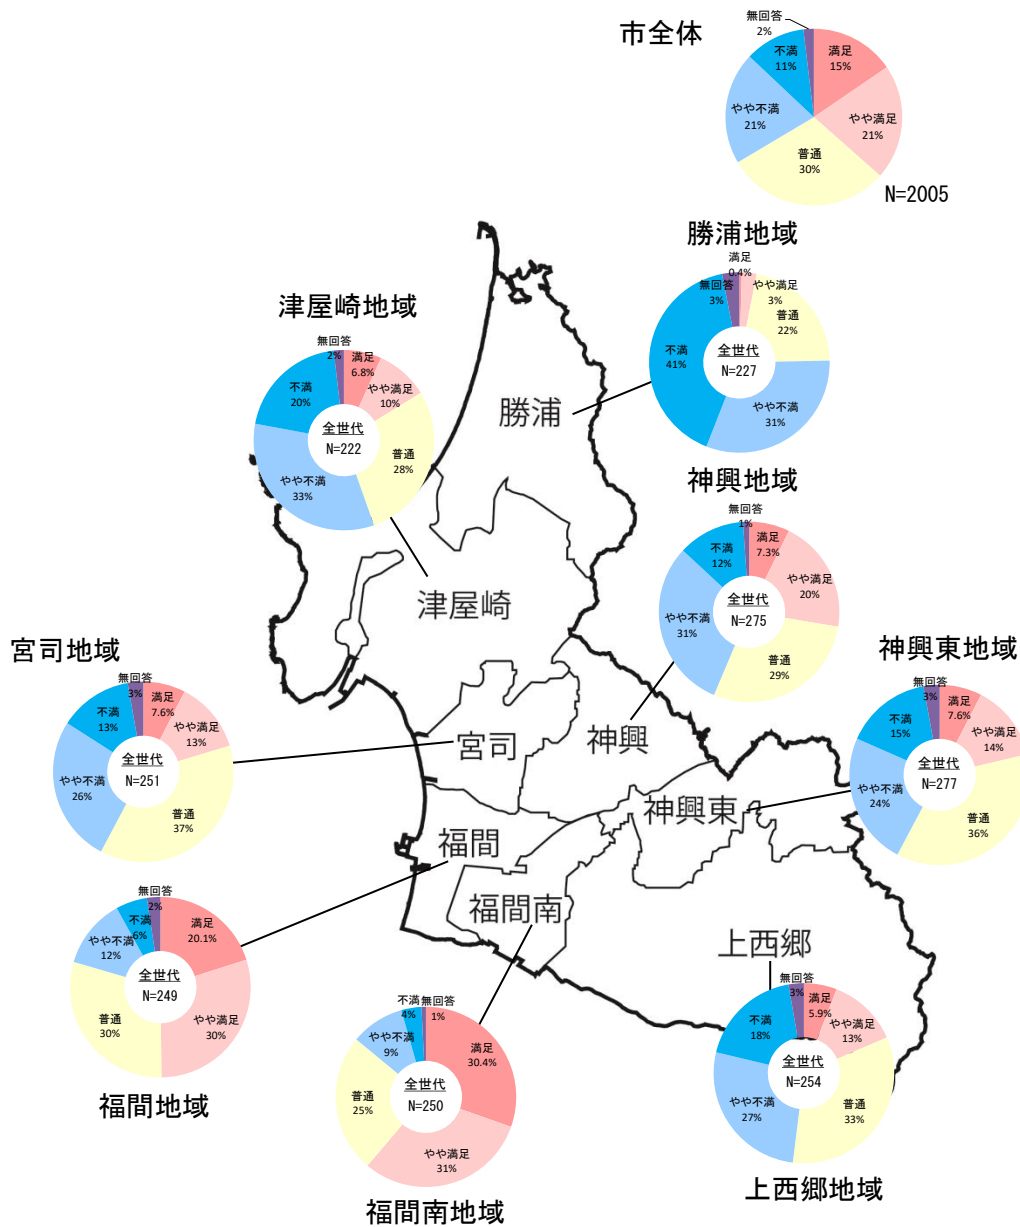 市全体
無回答
2%
満足
15%
やや満足
21%
普通
30%
やや不満
21%
不満
11%
N=2005
勝浦地域
満足
0.4%
やや満足
3%
普通
22%
やや不満
31%
不満
41%
無回答
3%
全世代
N=227
津屋崎地域
無回答
2%
満足
6.8%
やや満足
10%
普通
28%
やや不満
33%
不満
20%
全世代
N=222
勝浦
神興地域
無回答
1%
満足
7.3%
やや満足
20%
普通
29%
やや不満
31%
不満
12%
全世代
N=275
津屋崎
宮司地域
無回答
3%
満足
7.6%
やや満足
13%
普通
37%
やや不満
26%
不満
13%
全世代
N=251
宮司
神興
神興東地域
無回答
3%
満足
7.6%
やや満足
14%
普通
36%
やや不満
24%
不満
15%
全世代
N=277
神興東
福間
福間南
上西郷
無回答
2%
満足
20.1%
やや満足
30%
普通
30%
やや不満
12%
不満
6%
全世代
N=249
福間地域
不満
4%
無回答
1%
満足
30.4%
やや満足
31%
普通
25%
やや不満
9%
全世代
N=250
福間南地域
無回答
3%
満足
5.9%
やや満足
13%
普通
33%
やや不満
27%
不満
18%
全世代
N=254
上西郷地域